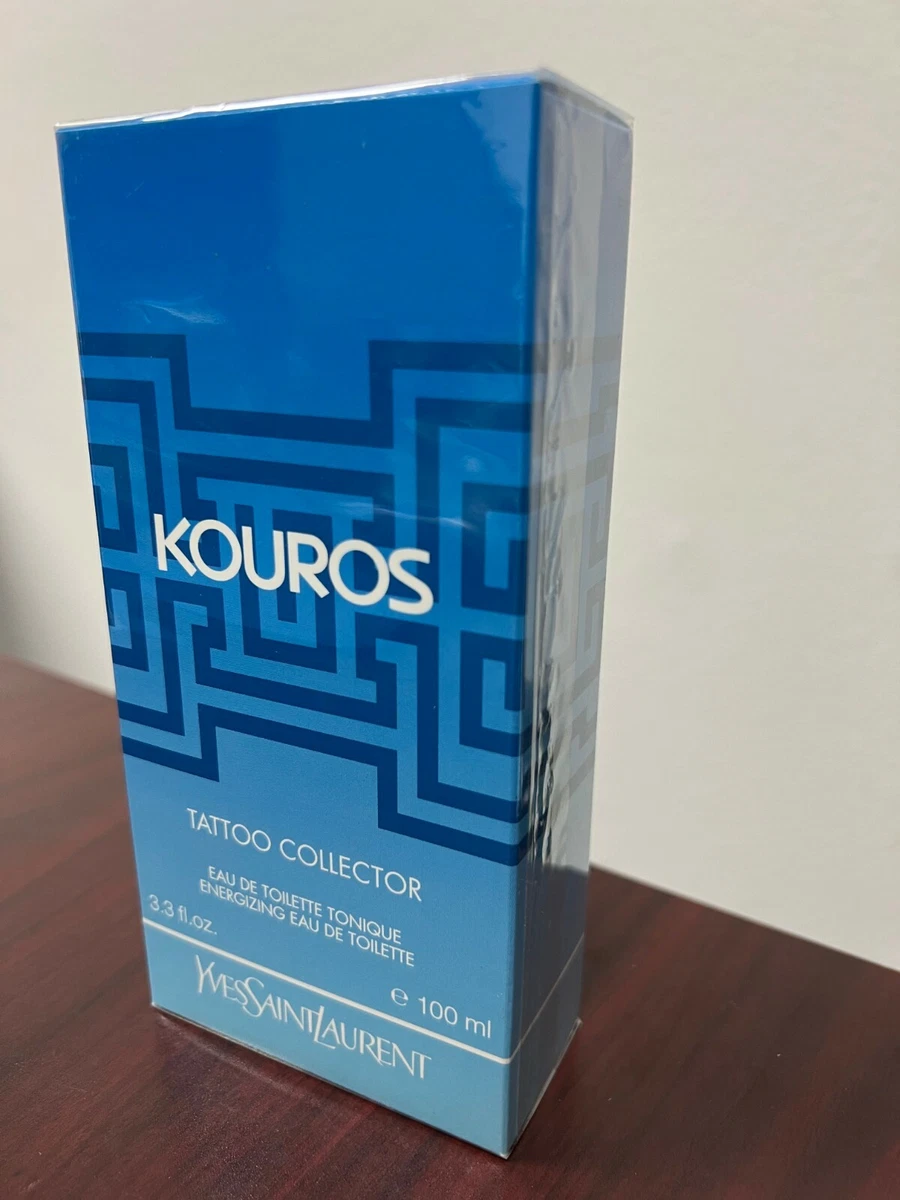 KOUROS
TATTOO COLLECTOR
EAU DE TOILETTE TONIQUE
ENERGIZING EAU DE TOILETTE
3.3 fl.oz.
℮ 100 ml
YVESSAINTLAURENT